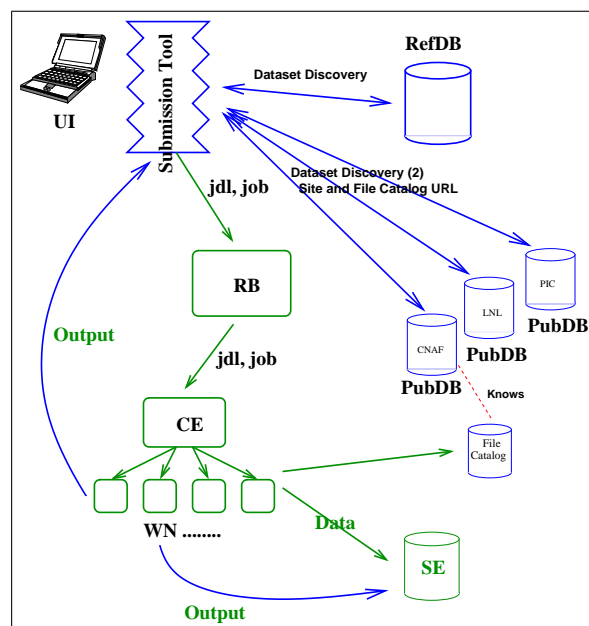 RefDB
Dataset Discovery
UI
Submission Tool
Dataset Discovery (2)
Site and File Catalog URL
jdl, job
PIC
RB
LNL
PubDB
Output
CNAF
PubDB
jdl, job
PubDB
Knows
CE
File
Catalog
Data
WN ........
SE
Output